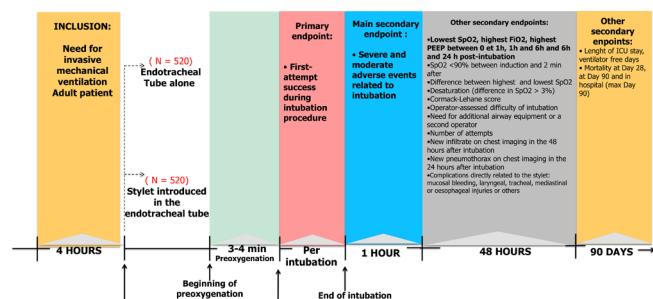 INCLUSION:
Need for
invasive
mechanical
ventilation
Adult patient
( N = 520)
Endotracheal
Tube alone
( N = 520)
Stylet introduced
in the
endotracheal tube
Primary
endpoint:
• First-
attempt
success
during
intubation
procedure
Main secondary
endpoint :
• Severe and
moderate
adverse events
related to
intubation
Other secondary endpoints:
•Lowest SpO2, highest FiO2, highest
PEEP between 0 et 1h, 1h and 6h and 6h
and 24 h post-intubation
•SpO2 <90% between induction and 2 min
after
•Difference between highest and lowest SpO2
•Desaturation (difference in SpO2 > 3%)
•Cormack-Lehane score
•Operator-assessed difficulty of intubation
•Need for additional airway equipment or a
second operator
•Number of attempts
•New infiltrate on chest imaging in the 48
hours after intubation
•New pneumothorax on chest imaging in the
24 hours after intubation
•Complications directly related to the stylet:
mucosal bleeding, laryngeal, tracheal, mediastinal
or oesophageal injuries or others
Other
secondary
enpoints:
• Lenght of ICU stay,
ventilator free days
• Mortality at Day 28,
at Day 90 and in
hospital (max Day
90)
4 HOURS
3-4 min
Preoxygenation
Per
intubation
1 HOUR
48 HOURS
90 DAYS
Beginning of
preoxygenation
End of intubation